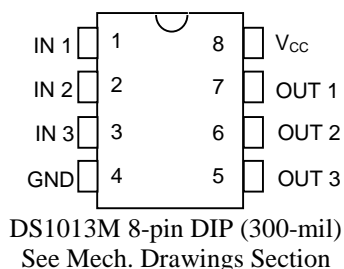 IN 1 1 8 VCC
IN 2 2 7 OUT 1
IN 3 3 6 OUT 2
GND 4 5 OUT 3
DS1013M 8-pin DIP (300-mil)
See Mech. Drawings Section